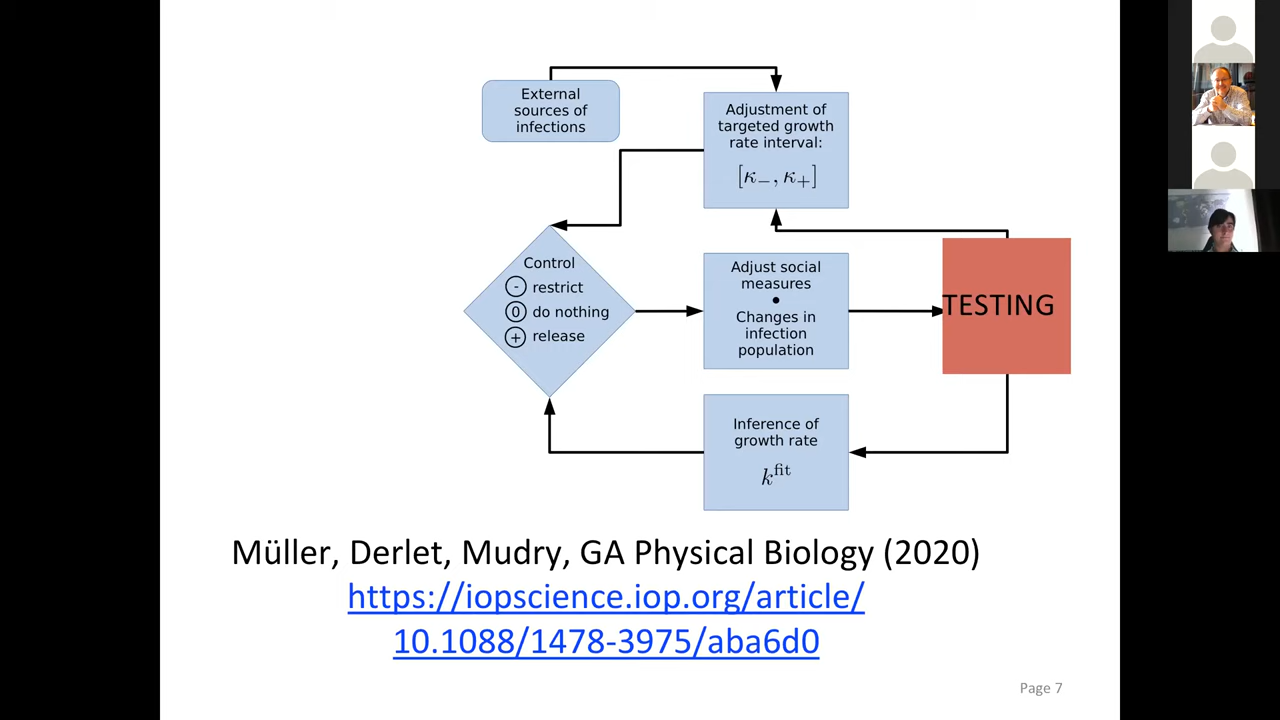 External
sources of
infections
Adjustment of
targeted growth
rate interval:
[κ₋, κ₊]
Control
- restrict
0 do nothing
+ release
Adjust social
measures
•
Changes in
infection
population
TESTING
Inference of
growth rate
k^fit
Müller, Derlet, Mudry, GA Physical Biology (2020)
https://iopscience.iop.org/article/
10.1088/1478-3975/aba6d0
Page 7